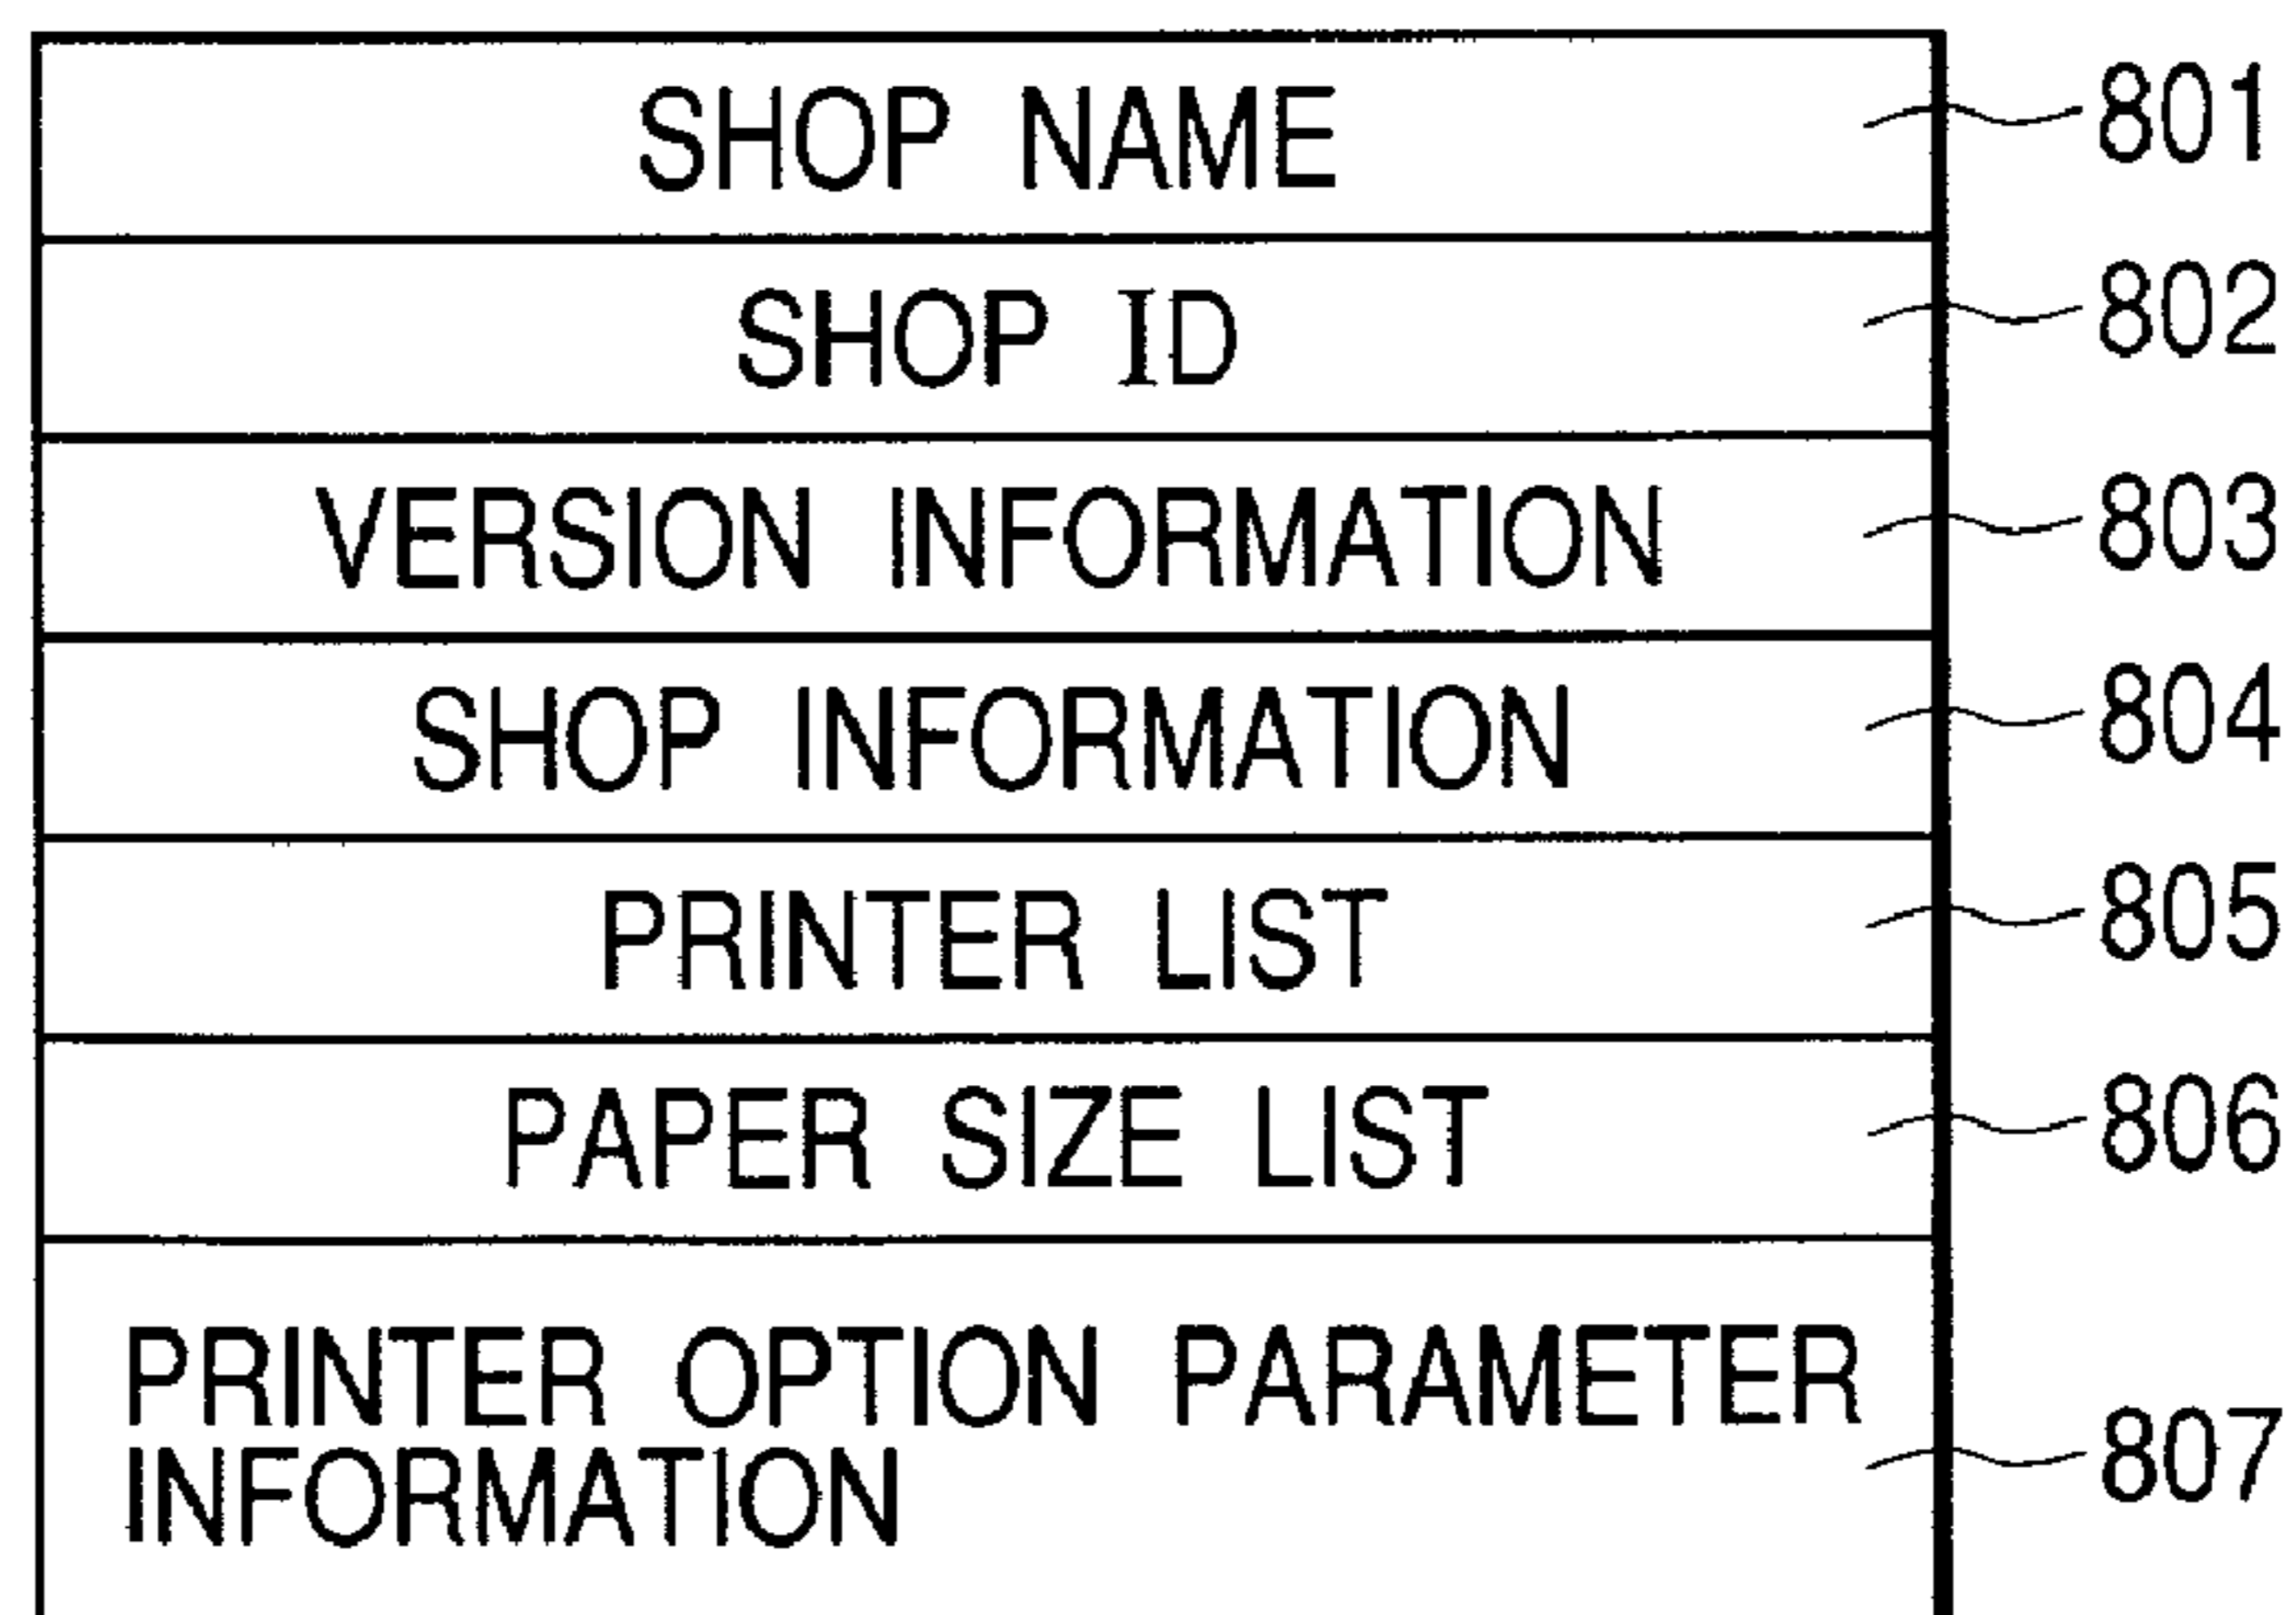 SHOP NAME 801
SHOP ID 802
VERSION INFORMATION 803
SHOP INFORMATION 804
PRINTER LIST 805
PAPER SIZE LIST 806
PRINTER OPTION PARAMETER
INFORMATION 807